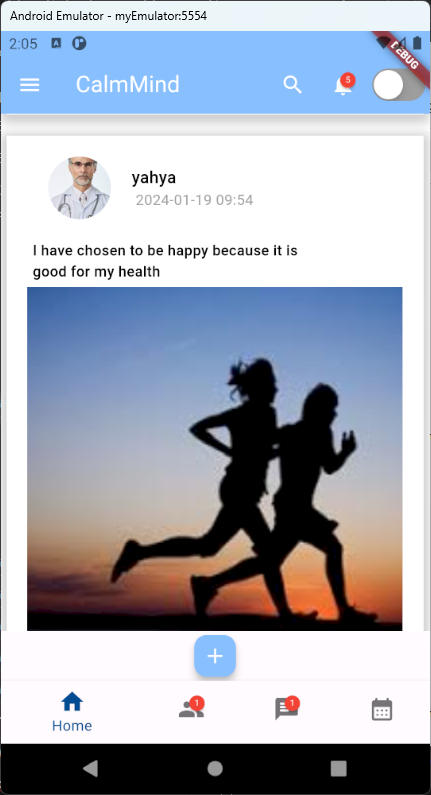 Android Emulator - myEmulator:5554
2:05
DEBUG
CalmMind
5
yahya
2024-01-19 09:54
I have chosen to be happy because it is
good for my health
1
1
Home